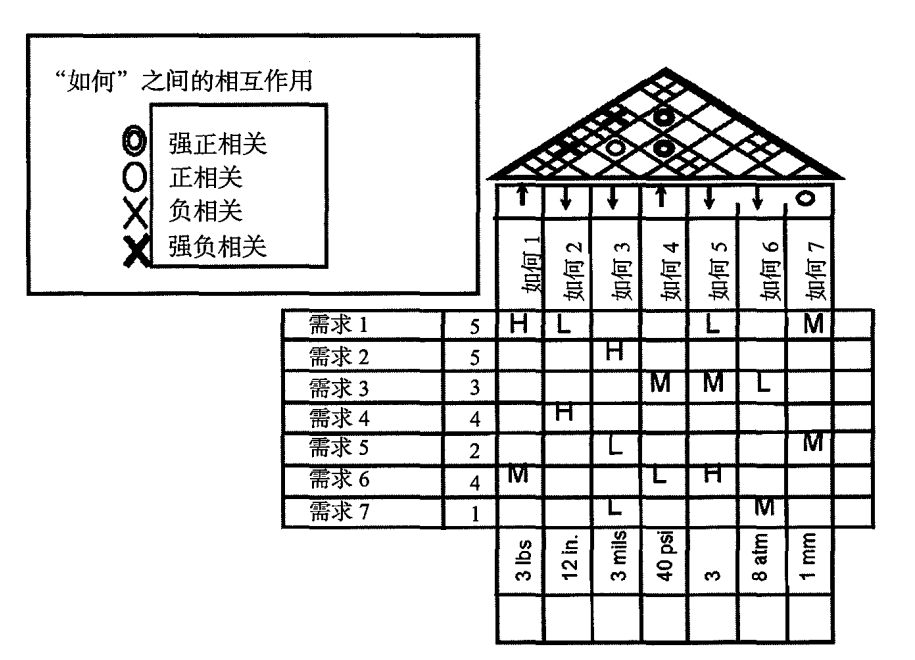 “如何”之间的相互作用
强正相关
正相关
负相关
强负相关
如何 1
如何 2
如何 3
如何 4
如何 5
如何 6
如何 7
需求 1 5 H L L M
需求 2 5 H
需求 3 3 M M L
需求 4 4 H
需求 5 2 L M
需求 6 4 M L H
需求 7 1 L M
3 lbs
12 in.
3 mils
40 psi
3
8 atm
1 mm